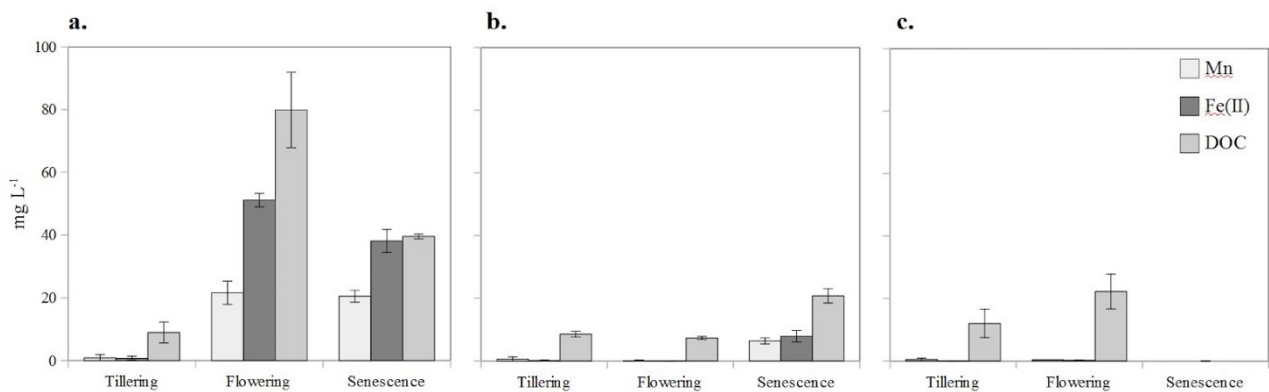 a.
b.
c.
100
80
60
40
20
0
mg L⁻¹
Mn
Fe(II)
DOC
Tillering Flowering Senescence
Tillering Flowering Senescence
Tillering Flowering Senescence